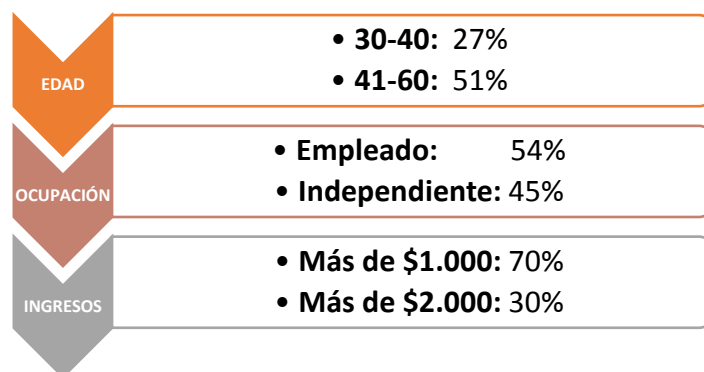 EDAD
• 30-40: 27%
• 41-60: 51%
OCUPACIÓN
• Empleado: 54%
• Independiente: 45%
INGRESOS
• Más de $1.000: 70%
• Más de $2.000: 30%